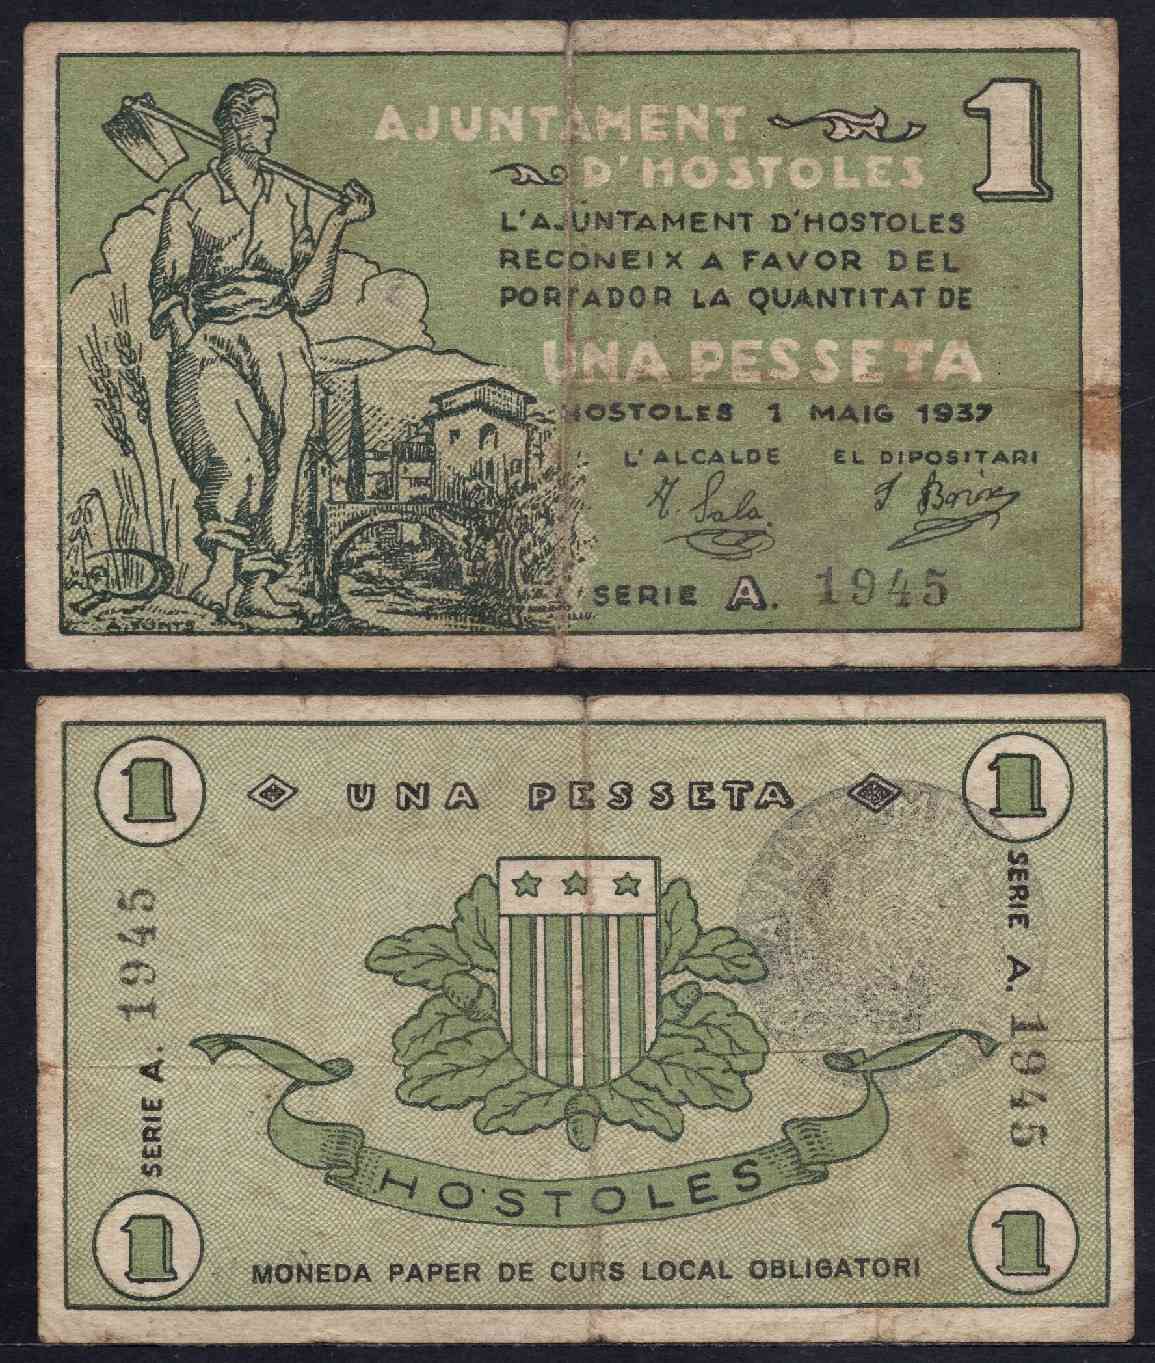 AJUNTAMENT
D'HOSTOLES
1
L'AJUNTAMENT D'HOSTOLES
RECONEIX A FAVOR DEL
PORTADOR LA QUANTITAT DE
UNA PESSETA
HOSTOLES 1 MAIG 1937
L'ALCALDE EL DIPOSITARI
A. Sala
SERIE A. 1945
A. FONTS
1 UNA PESSETA 1
SERIE A. 1945
SERIE A. 1945
HOSTOLES
1 1
MONEDA PAPER DE CURS LOCAL OBLIGATORI